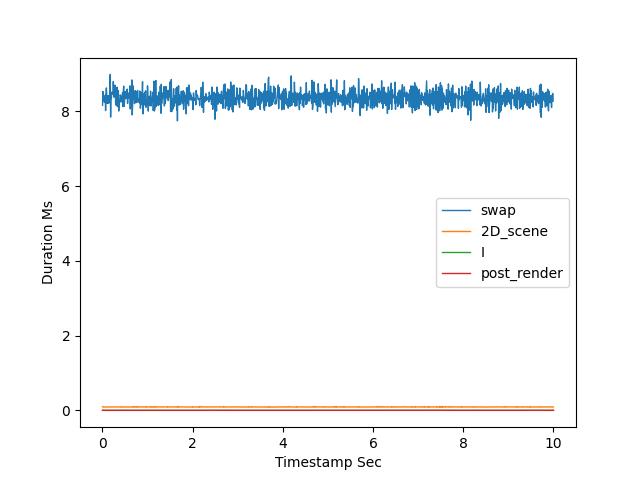 8
6
4
2
0
Duration Ms
swap
2D_scene
I
post_render
0 2 4 6 8 10
Timestamp Sec